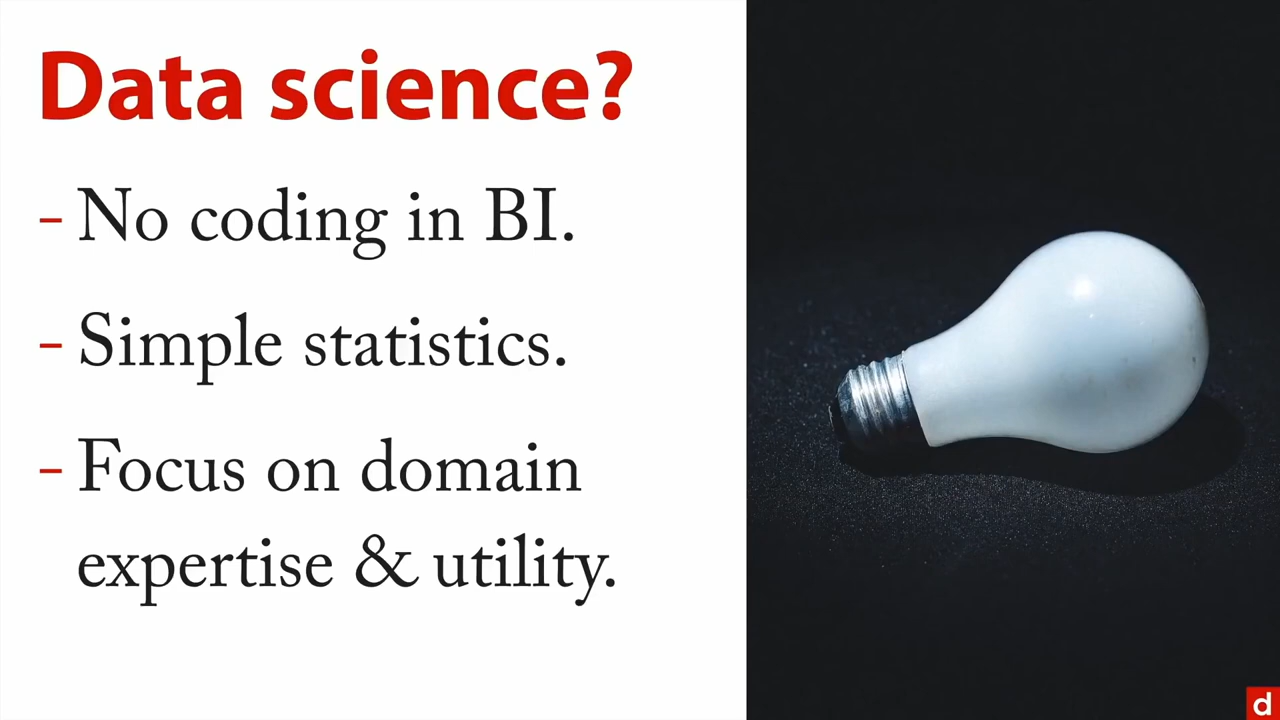 Data science?
- No coding in BI.
- Simple statistics.
- Focus on domain
expertise & utility.
d